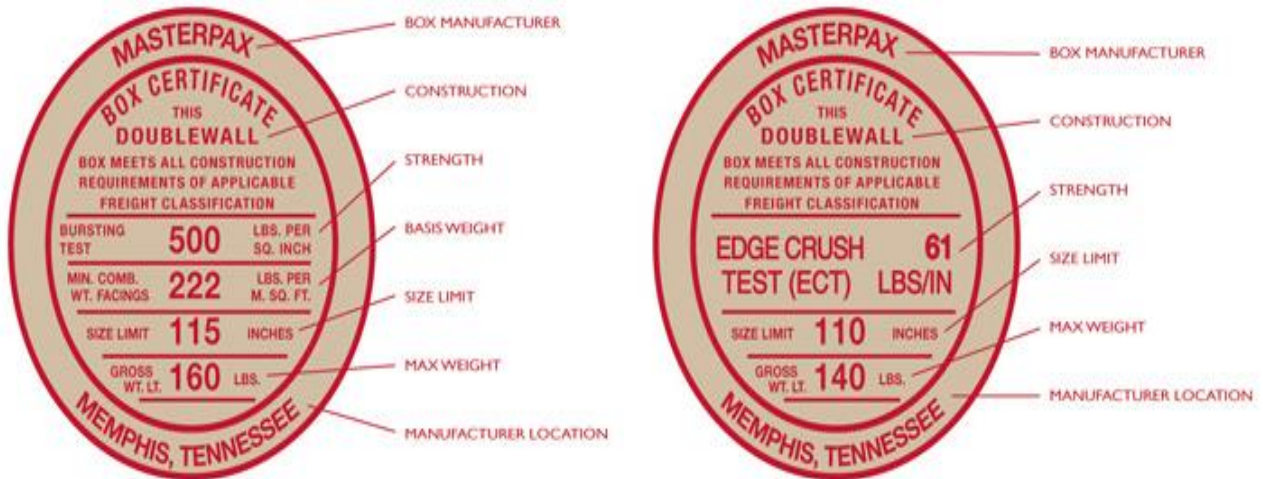 MASTERPAX
BOX CERTIFICATE
THIS
DOUBLEWALL
BOX MEETS ALL CONSTRUCTION
REQUIREMENTS OF APPLICABLE
FREIGHT CLASSIFICATION
BURSTING TEST 500 LBS. PER SQ. INCH
MIN. COMB. WT. FACINGS 222 LBS. PER M. SQ. FT.
SIZE LIMIT 115 INCHES
GROSS WT. LT. 160 LBS.
MEMPHIS, TENNESSEE
BOX MANUFACTURER
CONSTRUCTION
STRENGTH
BASIS WEIGHT
SIZE LIMIT
MAX WEIGHT
MANUFACTURER LOCATION
MASTERPAX
BOX CERTIFICATE
THIS
DOUBLEWALL
BOX MEETS ALL CONSTRUCTION
REQUIREMENTS OF APPLICABLE
FREIGHT CLASSIFICATION
EDGE CRUSH 61
TEST (ECT) LBS/IN
SIZE LIMIT 110 INCHES
GROSS WT. LT. 140 LBS.
MEMPHIS, TENNESSEE
BOX MANUFACTURER
CONSTRUCTION
STRENGTH
SIZE LIMIT
MAX WEIGHT
MANUFACTURER LOCATION